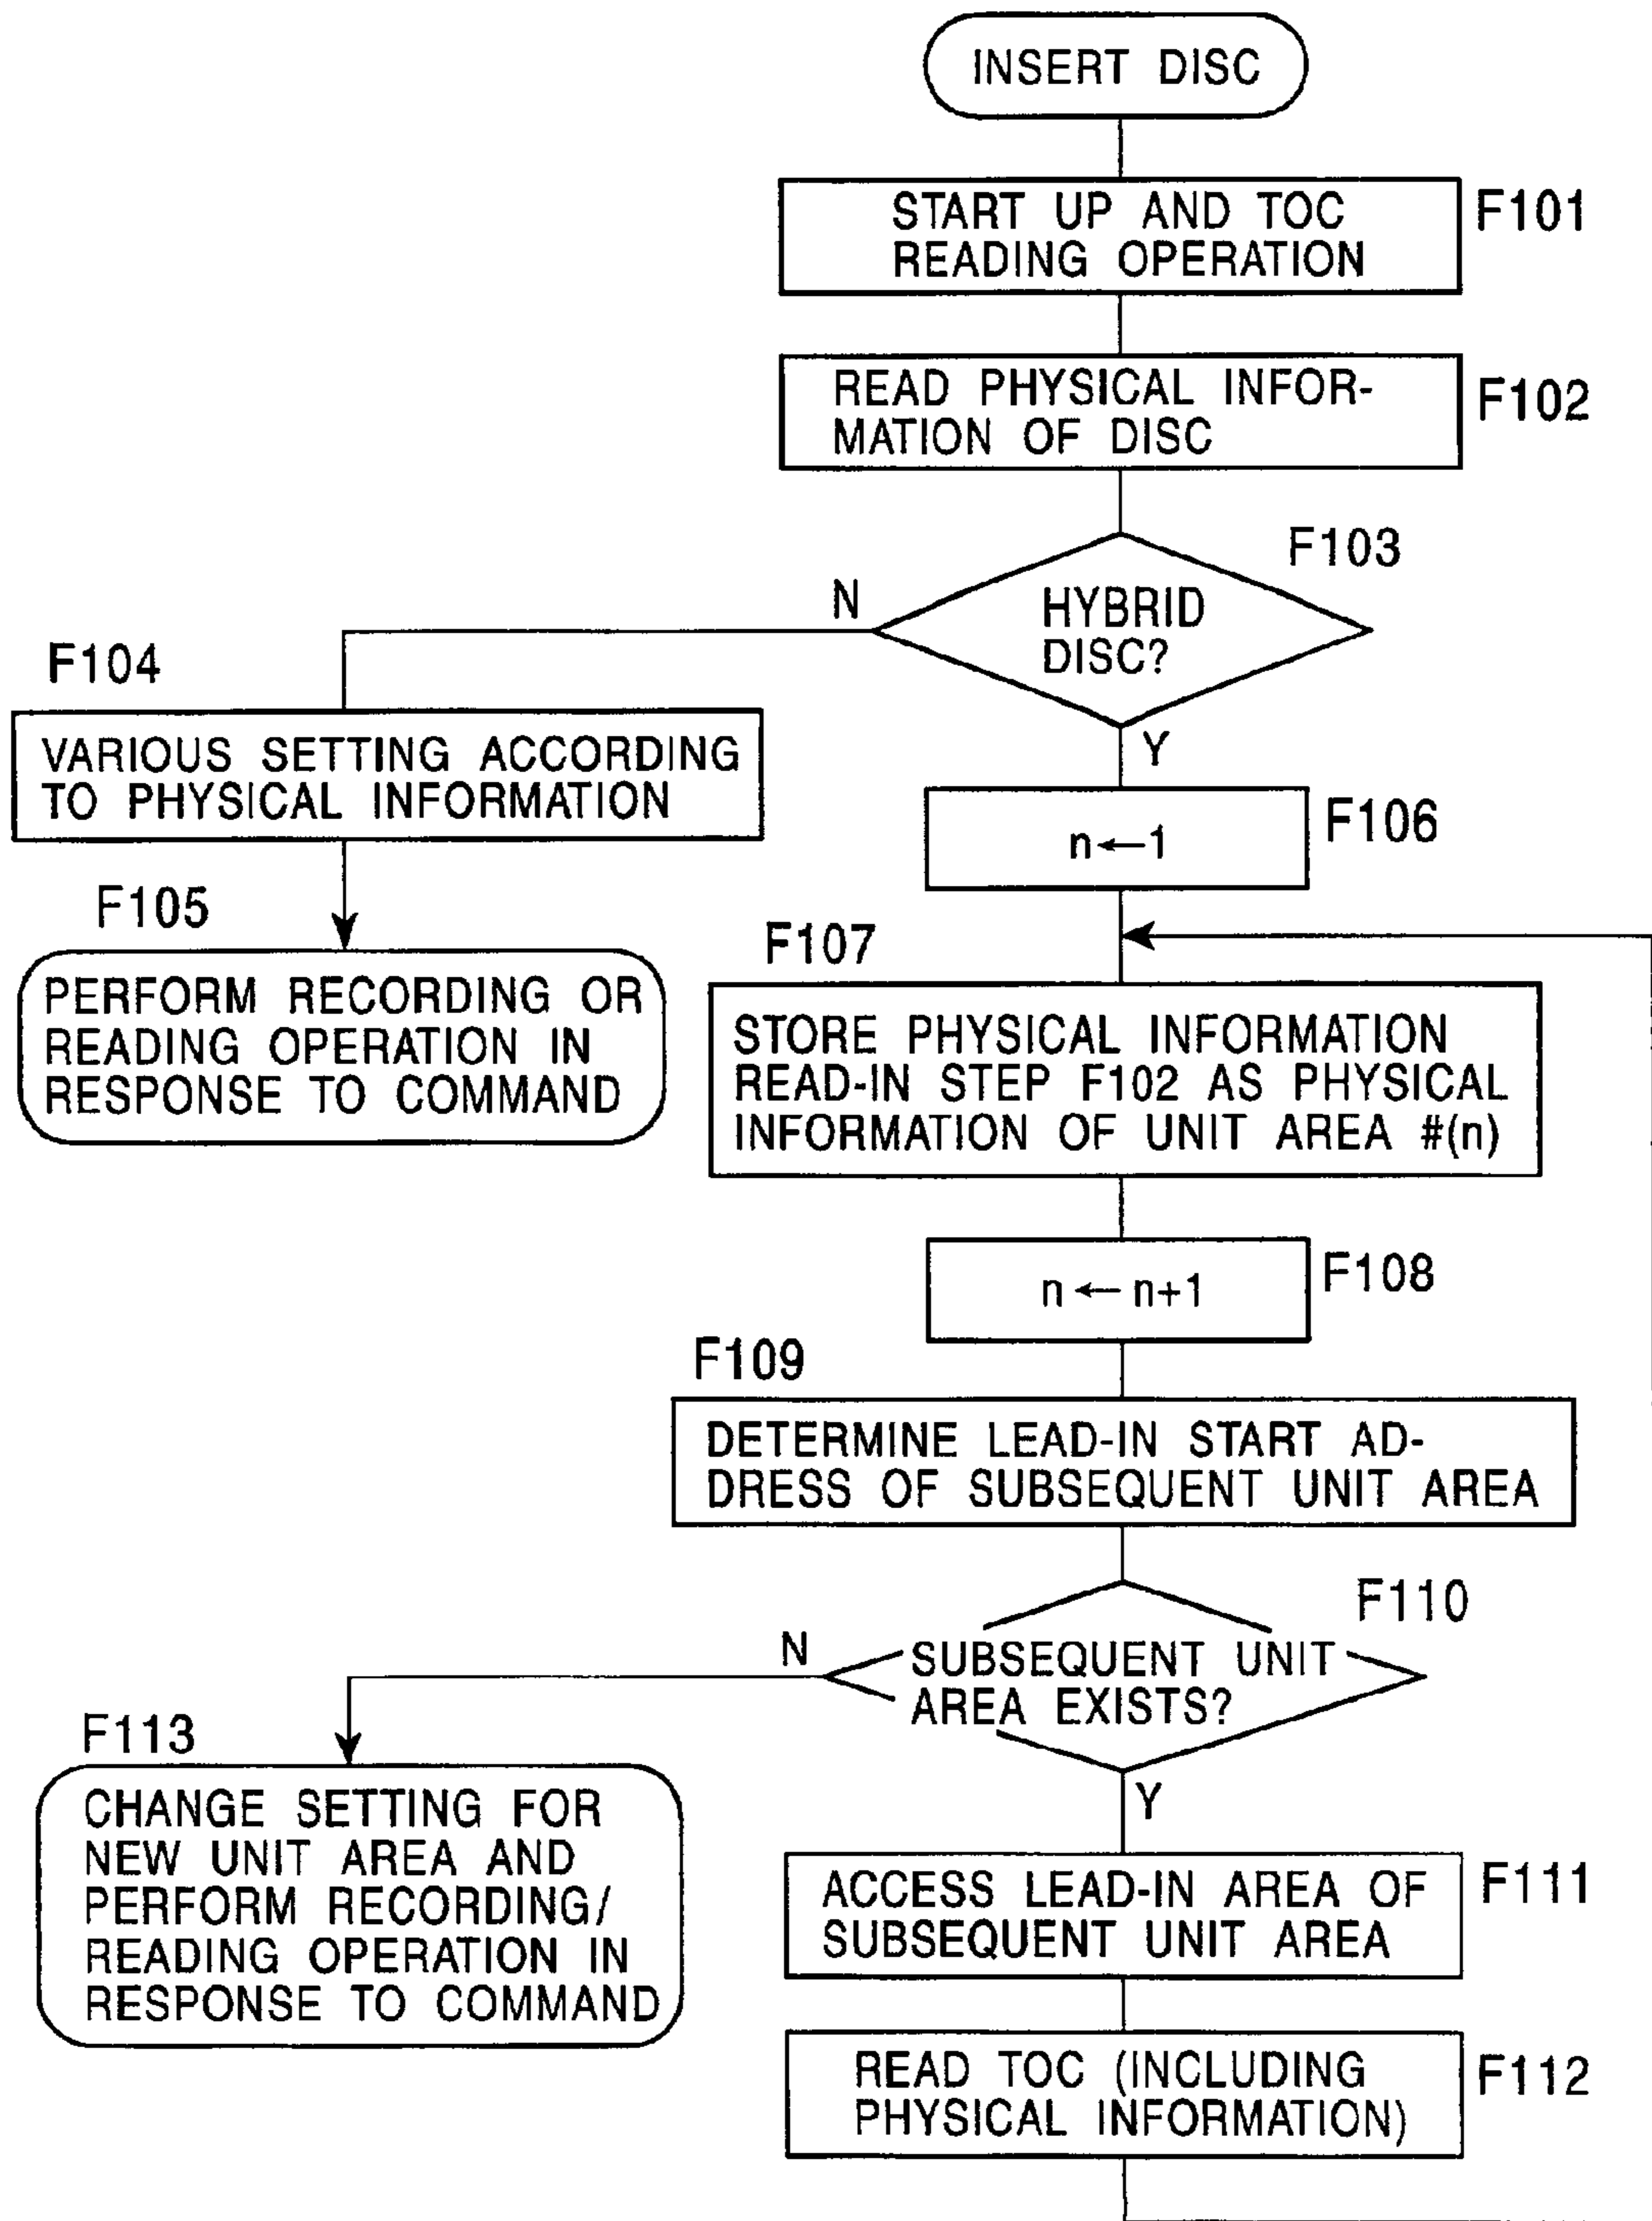 INSERT DISC
START UP AND TOC
READING OPERATION
F101
READ PHYSICAL INFOR-
MATION OF DISC
F102
F103
HYBRID
DISC?
N
Y
F104
VARIOUS SETTING ACCORDING
TO PHYSICAL INFORMATION
F105
PERFORM RECORDING OR
READING OPERATION IN
RESPONSE TO COMMAND
n←1
F106
F107
STORE PHYSICAL INFORMATION
READ-IN STEP F102 AS PHYSICAL
INFORMATION OF UNIT AREA #(n)
n←n+1
F108
F109
DETERMINE LEAD-IN START AD-
DRESS OF SUBSEQUENT UNIT AREA
F110
SUBSEQUENT UNIT
AREA EXISTS?
N
Y
F113
CHANGE SETTING FOR
NEW UNIT AREA AND
PERFORM RECORDING/
READING OPERATION IN
RESPONSE TO COMMAND
ACCESS LEAD-IN AREA OF
SUBSEQUENT UNIT AREA
F111
READ TOC (INCLUDING
PHYSICAL INFORMATION)
F112